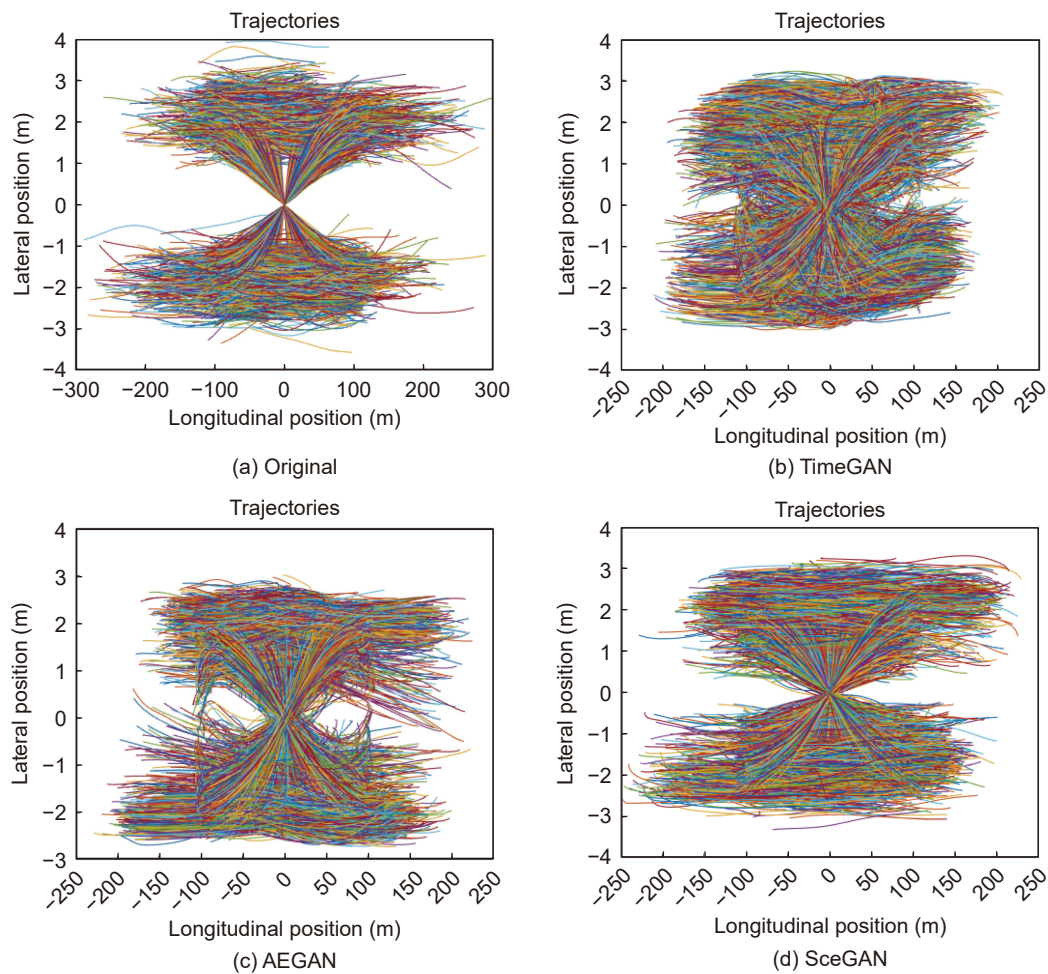 Trajectories
4
3
2
1
0
−1
−2
−3
−4
Lateral position (m)
−300 −200 −100 0 100 200 300
Longitudinal position (m)
(a) Original
Trajectories
4
3
2
1
0
−1
−2
−3
−4
Lateral position (m)
−250 −200 −150 −100 −50 0 50 100 150 200 250
Longitudinal position (m)
(b) TimeGAN
Trajectories
4
3
2
1
0
−1
−2
−3
Lateral position (m)
−250 −200 −150 −100 −50 0 50 100 150 200 250
Longitudinal position (m)
(c) AEGAN
Trajectories
4
3
2
1
0
−1
−2
−3
−4
Lateral position (m)
−250 −200 −150 −100 −50 0 50 100 150 200 250
Longitudinal position (m)
(d) SceGAN